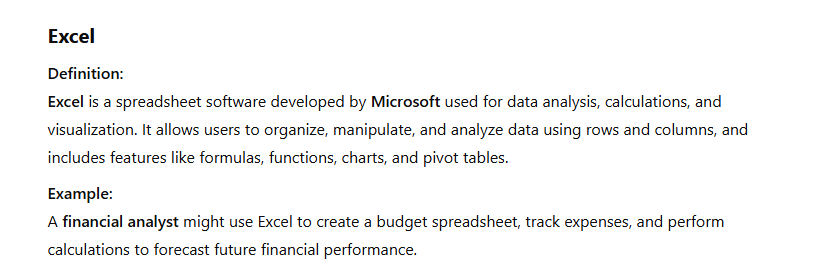 Excel
Definition:
Excel is a spreadsheet software developed by Microsoft used for data analysis, calculations, and
visualization. It allows users to organize, manipulate, and analyze data using rows and columns, and
includes features like formulas, functions, charts, and pivot tables.
Example:
A financial analyst might use Excel to create a budget spreadsheet, track expenses, and perform
calculations to forecast future financial performance.